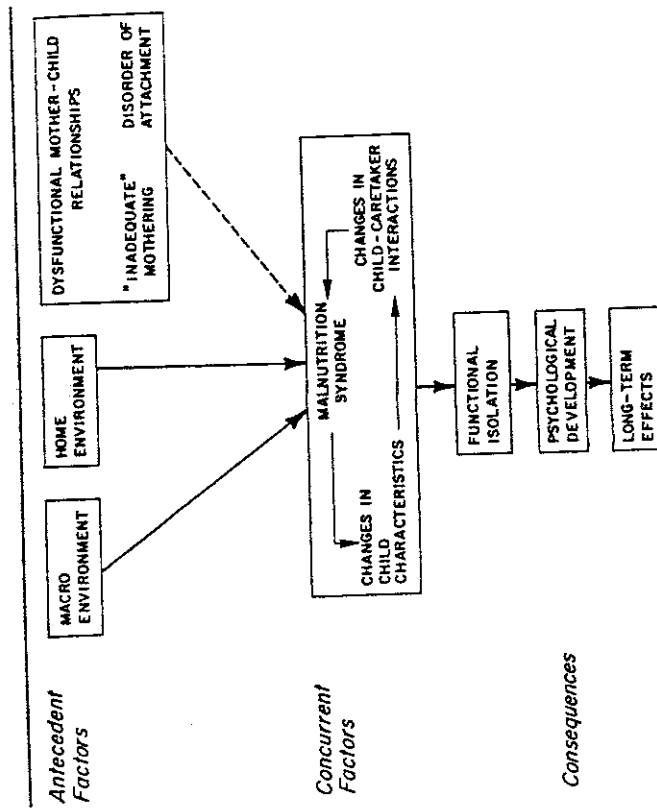 Antecedent
Factors
MACRO
ENVIRONMENT
HOME
ENVIRONMENT
DYSFUNCTIONAL MOTHER-CHILD
RELATIONSHIPS
"INADEQUATE"
MOTHERING
DISORDER OF
ATTACHMENT
Concurrent
Factors
MALNUTRITION
SYNDROME
CHANGES IN
CHILD
CHARACTERISTICS
CHANGES IN
CHILD-CARETAKER
INTERACTIONS
Consequences
FUNCTIONAL
ISOLATION
PSYCHOLOGICAL
DEVELOPMENT
LONG-TERM
EFFECTS